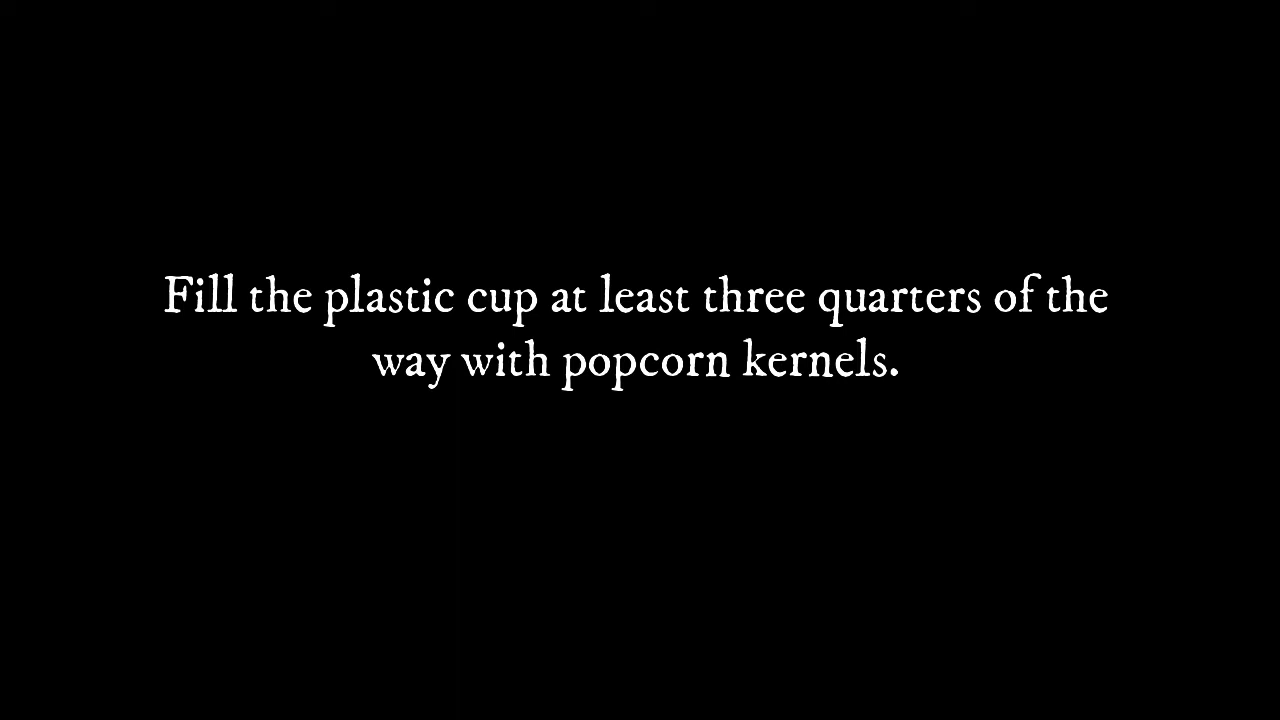 Fill the plastic cup at least three quarters of the
way with popcorn kernels.